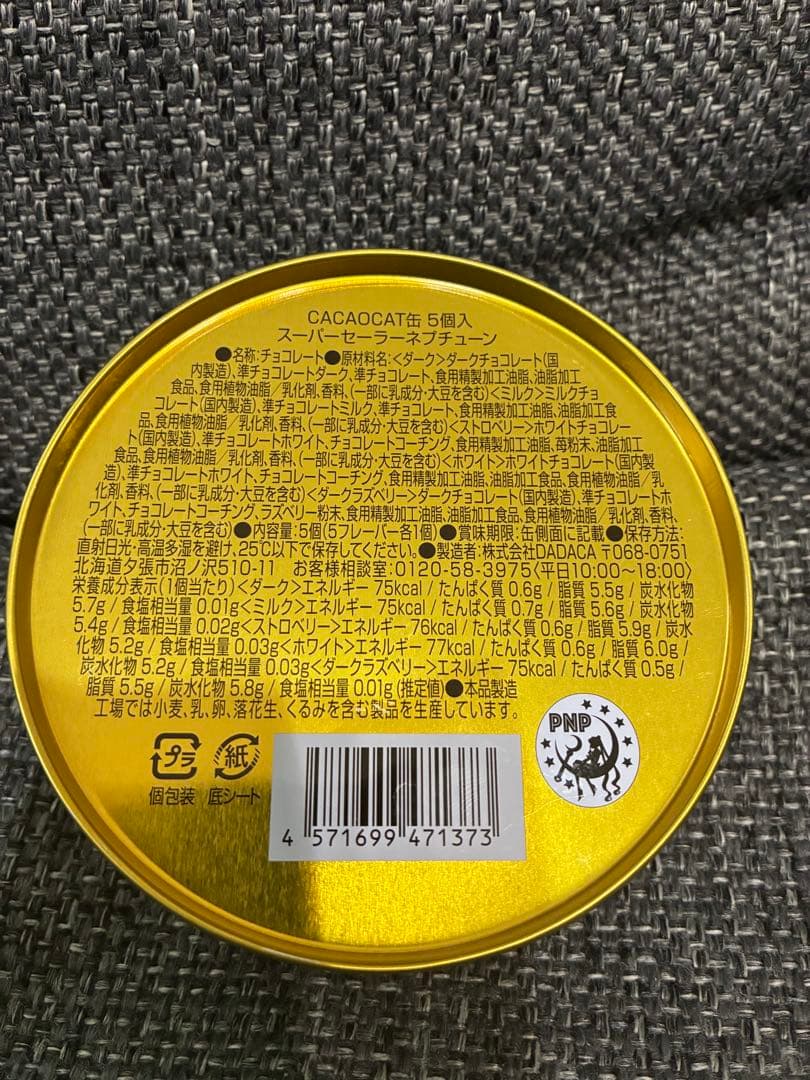 CACAOCAT缶 5個入
スーパーセーラーネプチューン
●名称:チョコレート●原材料名:<ダーク>ダークチョコレート(国
内製造)、準チョコレートダーク、準チョコレート、食用精製加工油脂、油脂加工
食品、食用植物油脂/乳化剤、香料、(一部に乳成分・大豆を含む)<ミルク>ミルクチョ
コレート(国内製造)、準チョコレートミルク、準チョコレート、食用精製加工油脂、油脂加工食
品、食用植物油脂/乳化剤、香料、(一部に乳成分・大豆を含む)<ストロベリー>ホワイトチョコレー
ト(国内製造)、準チョコレートホワイト、チョコレートコーチング、食用精製加工油脂、苺粉末、油脂加工
食品、食用植物油脂/乳化剤、香料、(一部に乳成分・大豆を含む)<ホワイト>ホワイトチョコレート(国内製
造)、準チョコレートホワイト、チョコレートコーチング、食用精製加工油脂、油脂加工食品、食用植物油脂/乳
化剤、香料、(一部に乳成分・大豆を含む)<ダークラズベリー>ダークチョコレート(国内製造)、準チョコレートホ
ワイト、チョコレートコーチング、ラズベリー粉末、食用精製加工油脂、油脂加工食品、食用植物油脂/乳化剤、香料、
(一部に乳成分・大豆を含む)●内容量:5個(5フレーバー各1個)●賞味期限:缶側面に記載●保存方法:
直射日光・高温多湿を避け、25℃以下で保存してください。●製造者:株式会社DADACA 〒068-0751
北海道夕張市沼ノ沢510-11 お客様相談室:0120-58-3975〈平日10:00〜18:00〉
栄養成分表示(1個当たり)<ダーク>エネルギー 75kcal / たんぱく質 0.6g / 脂質 5.5g / 炭水化物
5.7g / 食塩相当量 0.01g<ミルク>エネルギー 75kcal / たんぱく質 0.7g / 脂質 5.6g / 炭水化物
5.4g / 食塩相当量 0.02g<ストロベリー>エネルギー 76kcal / たんぱく質 0.6g / 脂質 5.9g / 炭水
化物 5.2g / 食塩相当量 0.03g<ホワイト>エネルギー 77kcal / たんぱく質 0.6g / 脂質 6.0g /
炭水化物 5.2g / 食塩相当量 0.03g<ダークラズベリー>エネルギー 75kcal / たんぱく質 0.5g /
脂質 5.5g / 炭水化物 5.8g / 食塩相当量 0.01g(推定値)●本品製造
工場では小麦、乳、卵、落花生、くるみを含む製品を生産しています。
PNP
プラ 紙
個包装 底シート
4 571699 471373